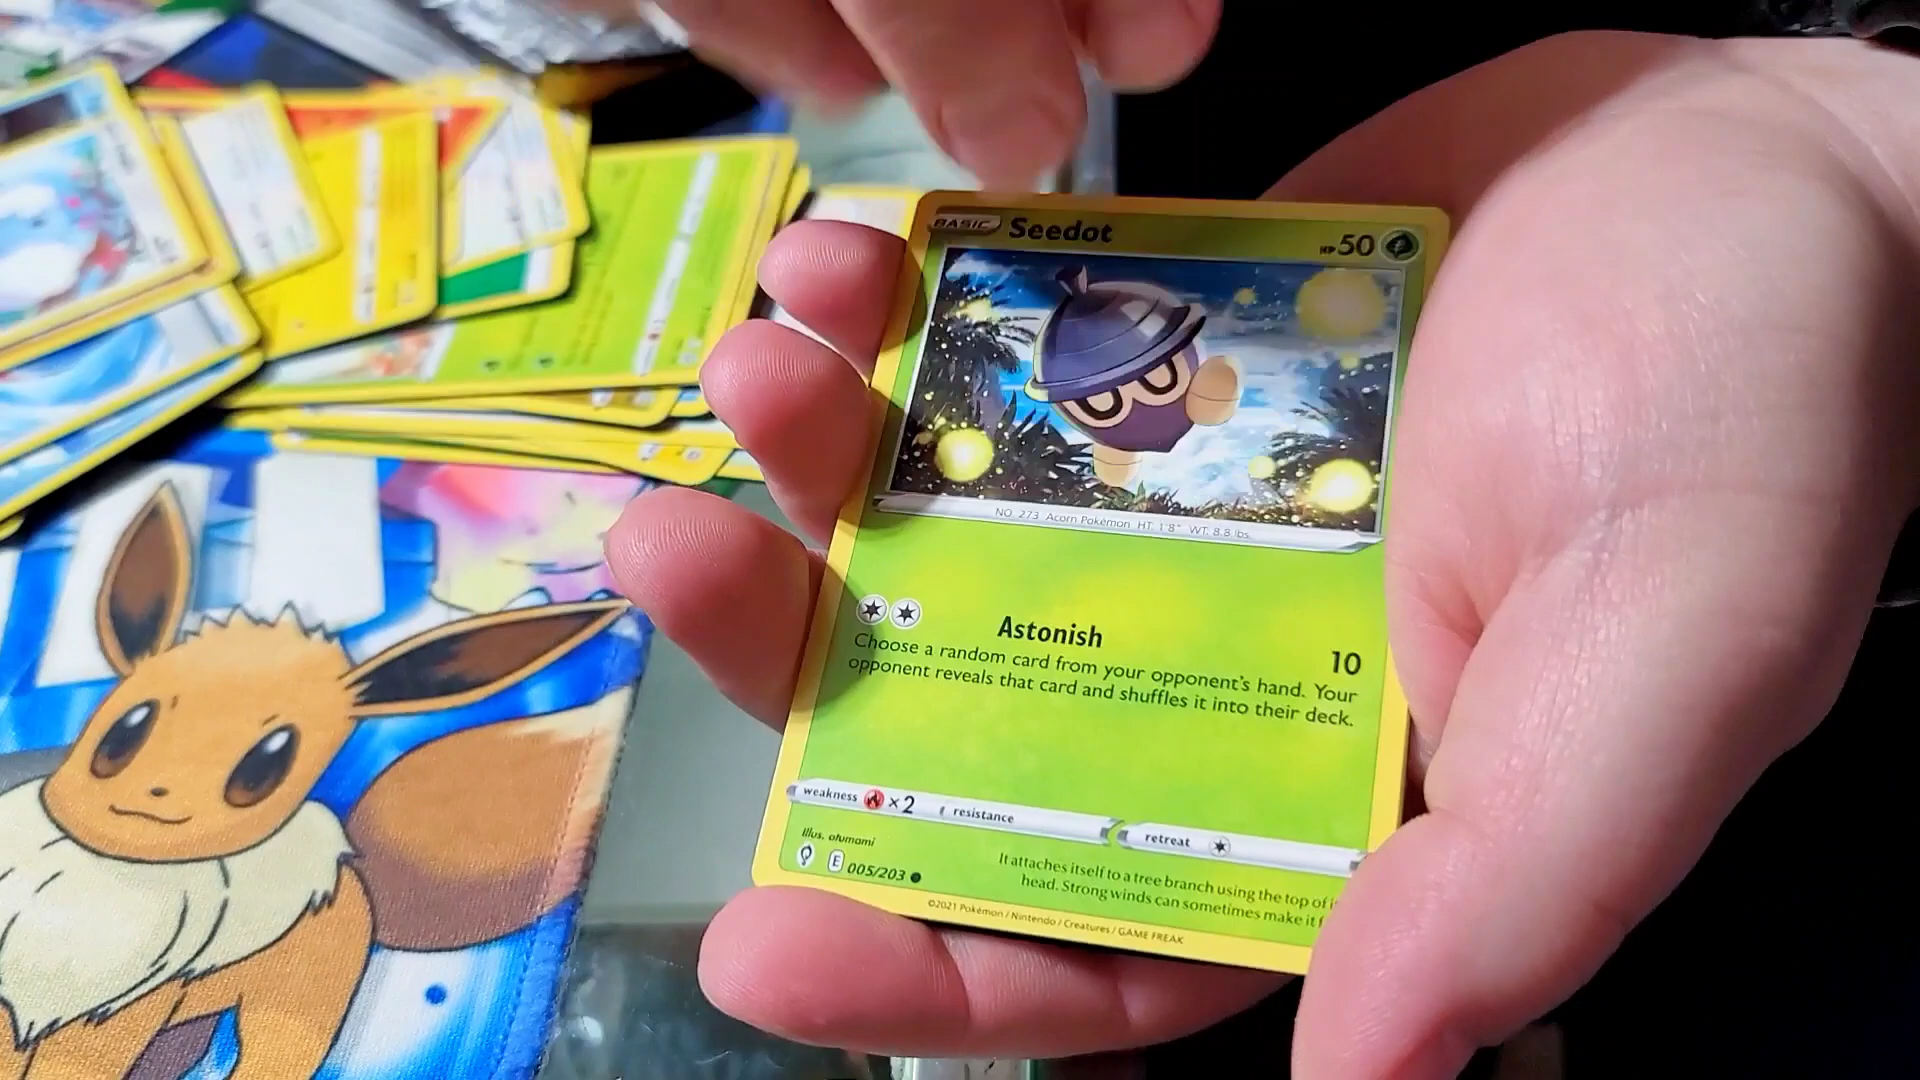 BASIC Seedot HP 50
NO. 273 Acorn Pokémon HT: 1'8" WT: 8.8 lbs.
Astonish 10
Choose a random card from your opponent's hand. Your
opponent reveals that card and shuffles it into their deck.
weakness ×2 resistance
retreat
Illus. otumami
E 005/203
It attaches itself to a tree branch using the top of
head. Strong winds can sometimes make it
©2021 Pokémon / Nintendo / Creatures / GAME FREAK